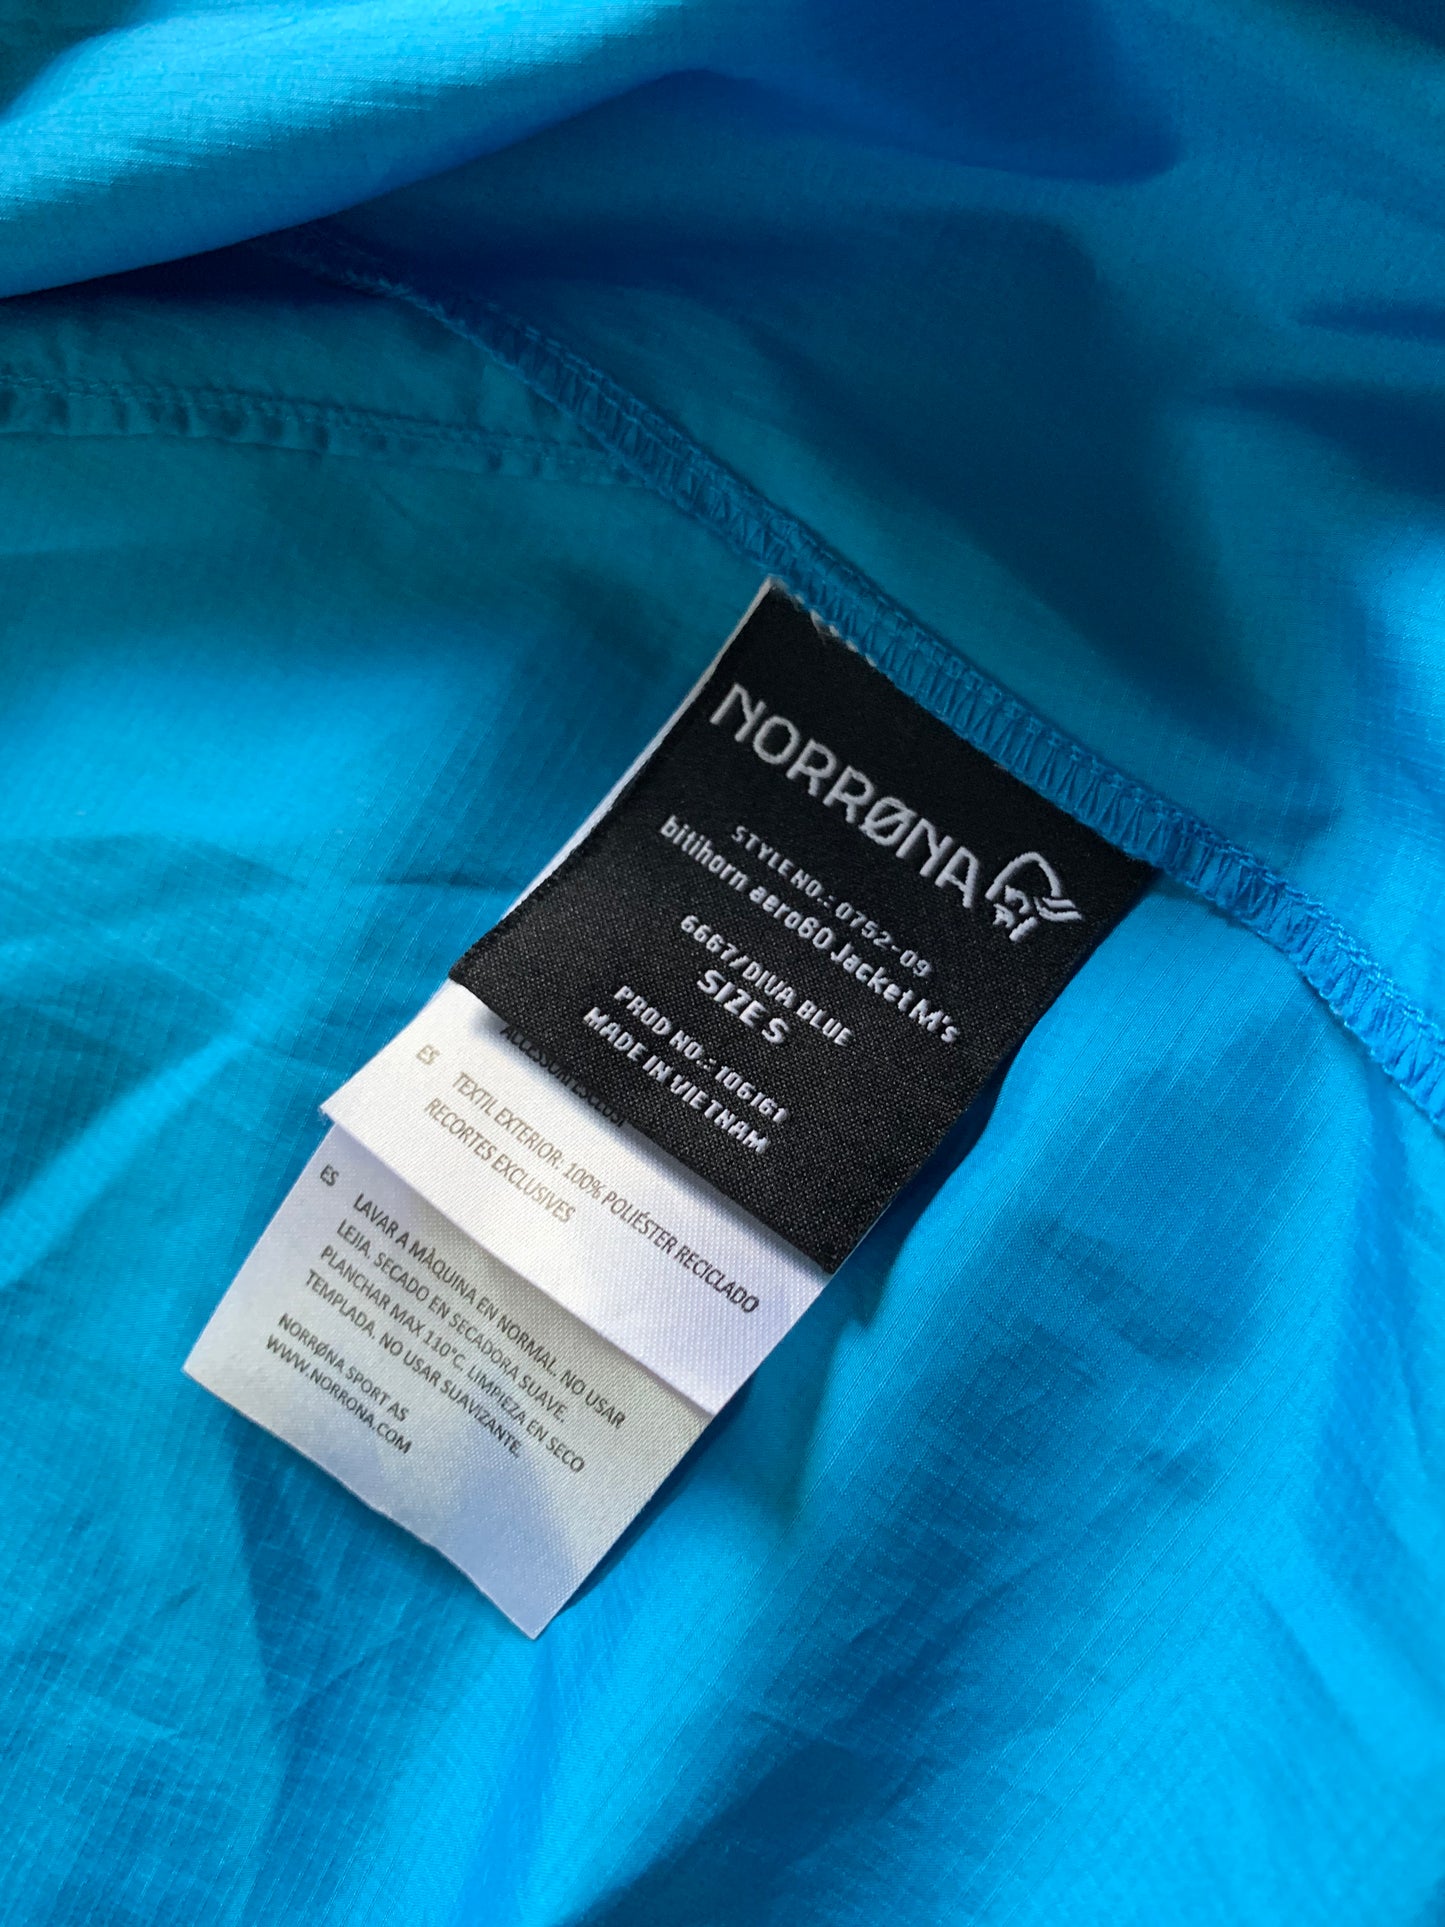 NORRØNA
STYLE NO.: 0752-09
bitihorn aero60 Jacket M's
6667/DIVA BLUE
SIZE S
PROD NO.: 106161
MADE IN VIETNAM
ES TEXTIL EXTERIOR: 100% POLIÉSTER RECICLADO
RECORTES EXCLUSIVES
ES LAVAR A MÀQUINA EN NORMAL. NO USAR
LEJIA. SECADO EN SECADORA SUAVE.
PLANCHAR MAX 110°C. LIMPIEZA EN SECO
TEMPLADA. NO USAR SUAVIZANTE.
NORRØNA SPORT AS
WWW.NORRONA.COM